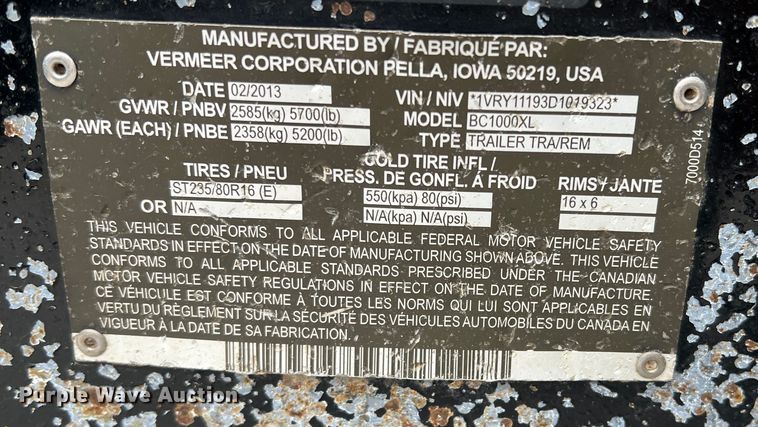 MANUFACTURED BY / FABRIQUÉ PAR:
VERMEER CORPORATION PELLA, IOWA 50219, USA
DATE 02/2013 VIN / NIV *1VRY11193D1019323*
GVWR / PNBV 2585(kg) 5700(lb) MODEL BC1000XL
GAWR (EACH) / PNBE 2358(kg) 5200(lb) TYPE TRAILER TRA/REM
TIRES / PNEU COLD TIRE INFL / PRESS. DE GONFL. Á FROID RIMS / JANTE
ST235/80R16 (E) 550(kpa) 80(psi) 16 x 6
OR N/A N/A(kpa) N/A(psi)
THIS VEHICLE CONFORMS TO ALL APPLICABLE FEDERAL MOTOR VEHICLE SAFETY
STANDARDS IN EFFECT ON THE DATE OF MANUFACTURING SHOWN ABOVE. THIS VEHICLE
CONFORMS TO ALL APPLICABLE STANDARDS PRESCRIBED UNDER THE CANADIAN
MOTOR VEHICLE SAFETY REGULATIONS IN EFFECT ON THE DATE OF MANUFACTURE.
CE VÉHICULE EST CONFORME À TOUTES LES NORMS QUI LUI SONT APPLICABLES EN
VERTU DU RÈGLEMENT SUR LA SÉCURITÉ DES VÉHICULES AUTOMOBILES DU CANADA EN
VIGUEUR À LA DATE DE SA FABRICATION.
7000D514
Purple Wave Auction